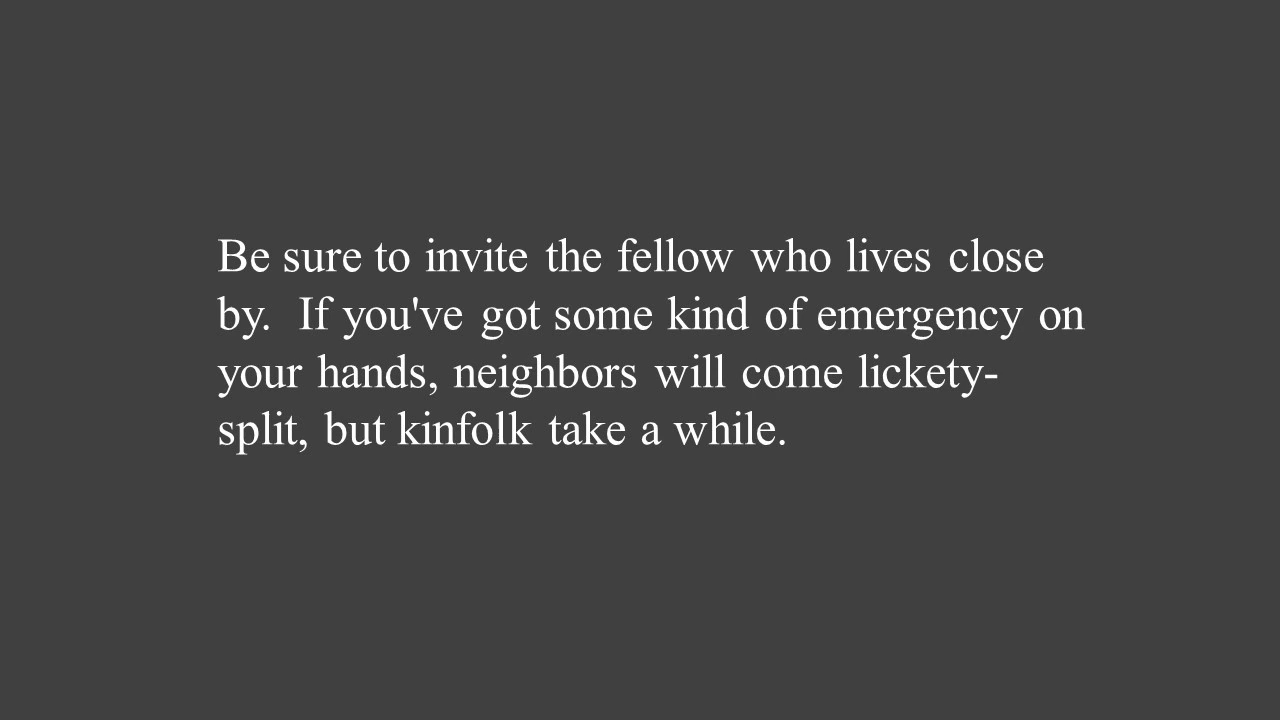 Be sure to invite the fellow who lives close
by.  If you've got some kind of emergency on
your hands, neighbors will come lickety-
split, but kinfolk take a while.